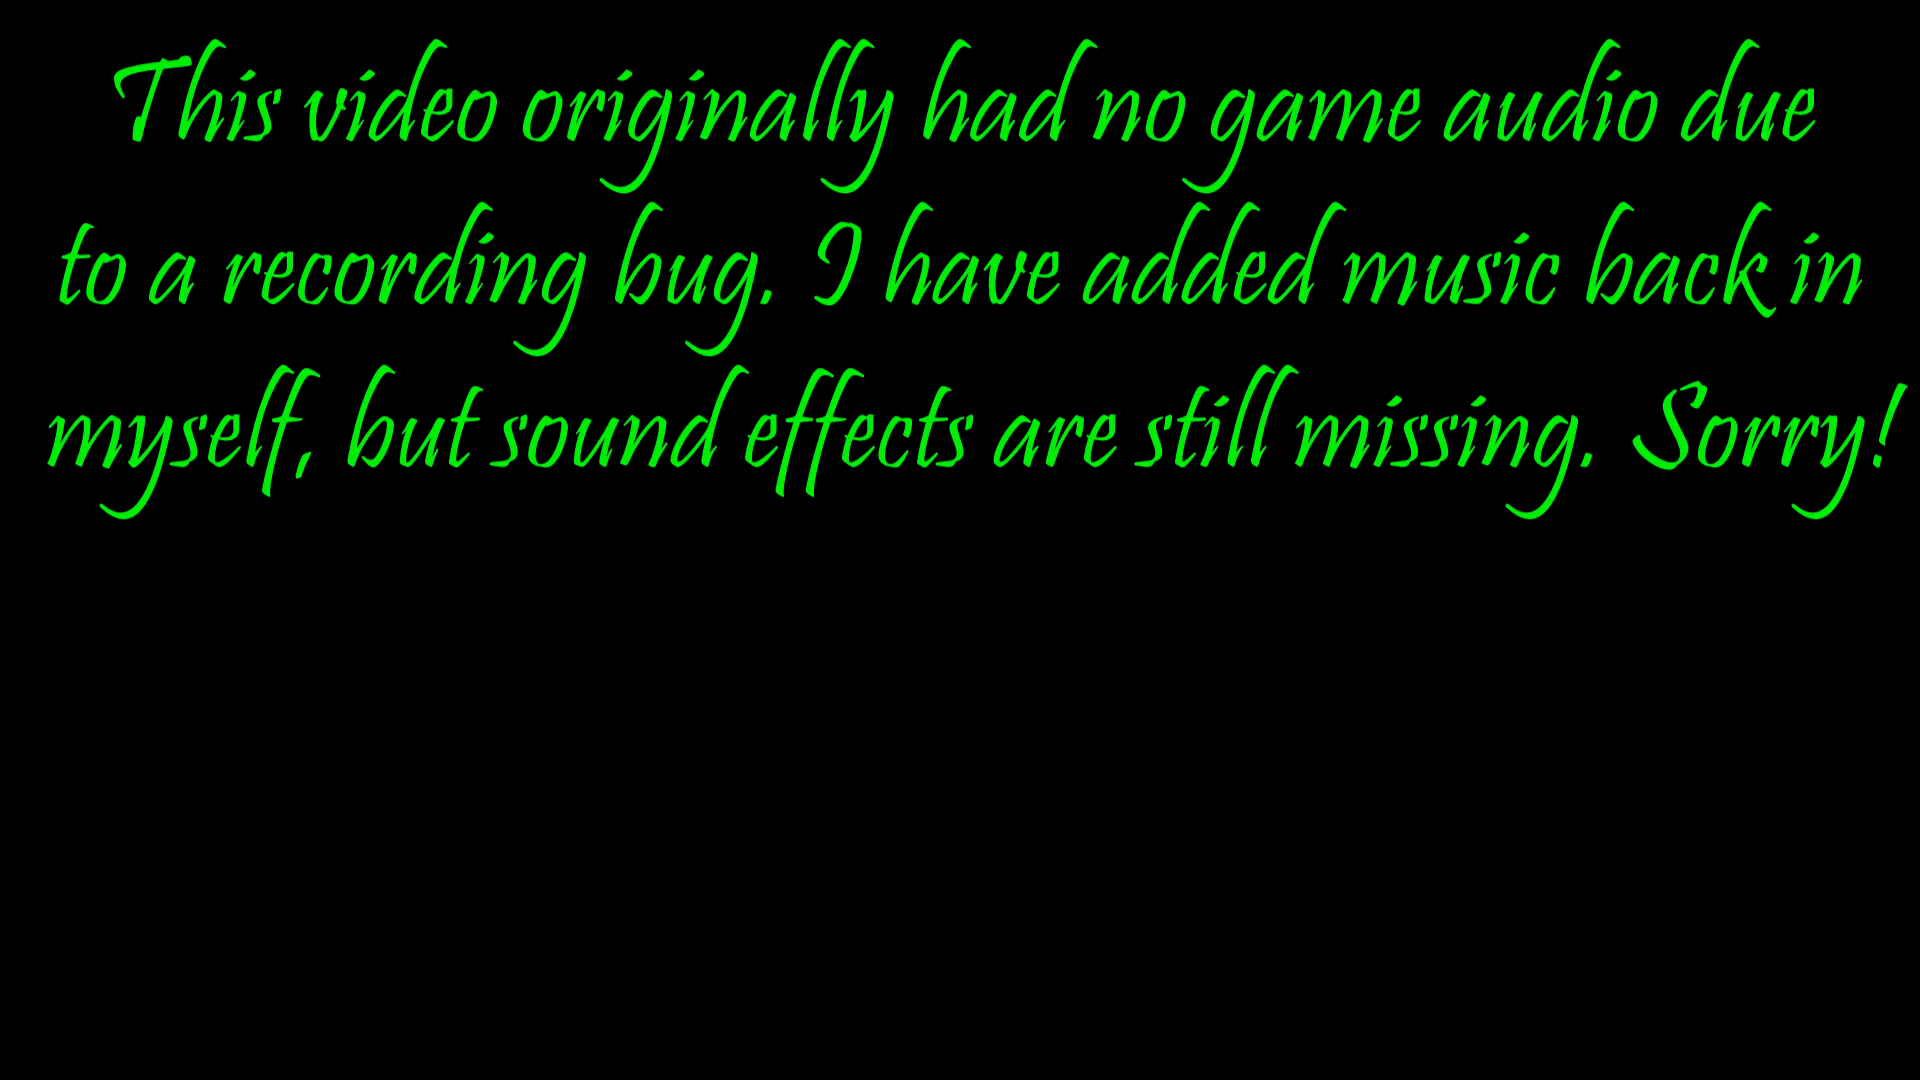 This video originally had no game audio due
to a recording bug. I have added music back in
myself, but sound effects are still missing. Sorry!